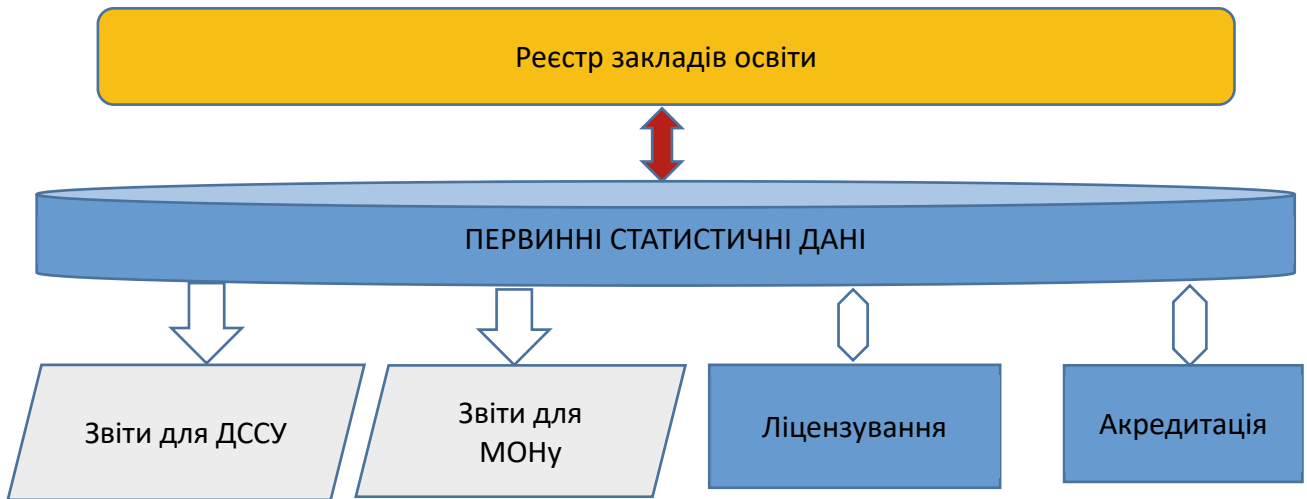 Реєстр закладів освіти
ПЕРВИННІ СТАТИСТИЧНІ ДАНІ
Звіти для ДССУ
Звіти для
МОНу
Ліцензування
Акредитація